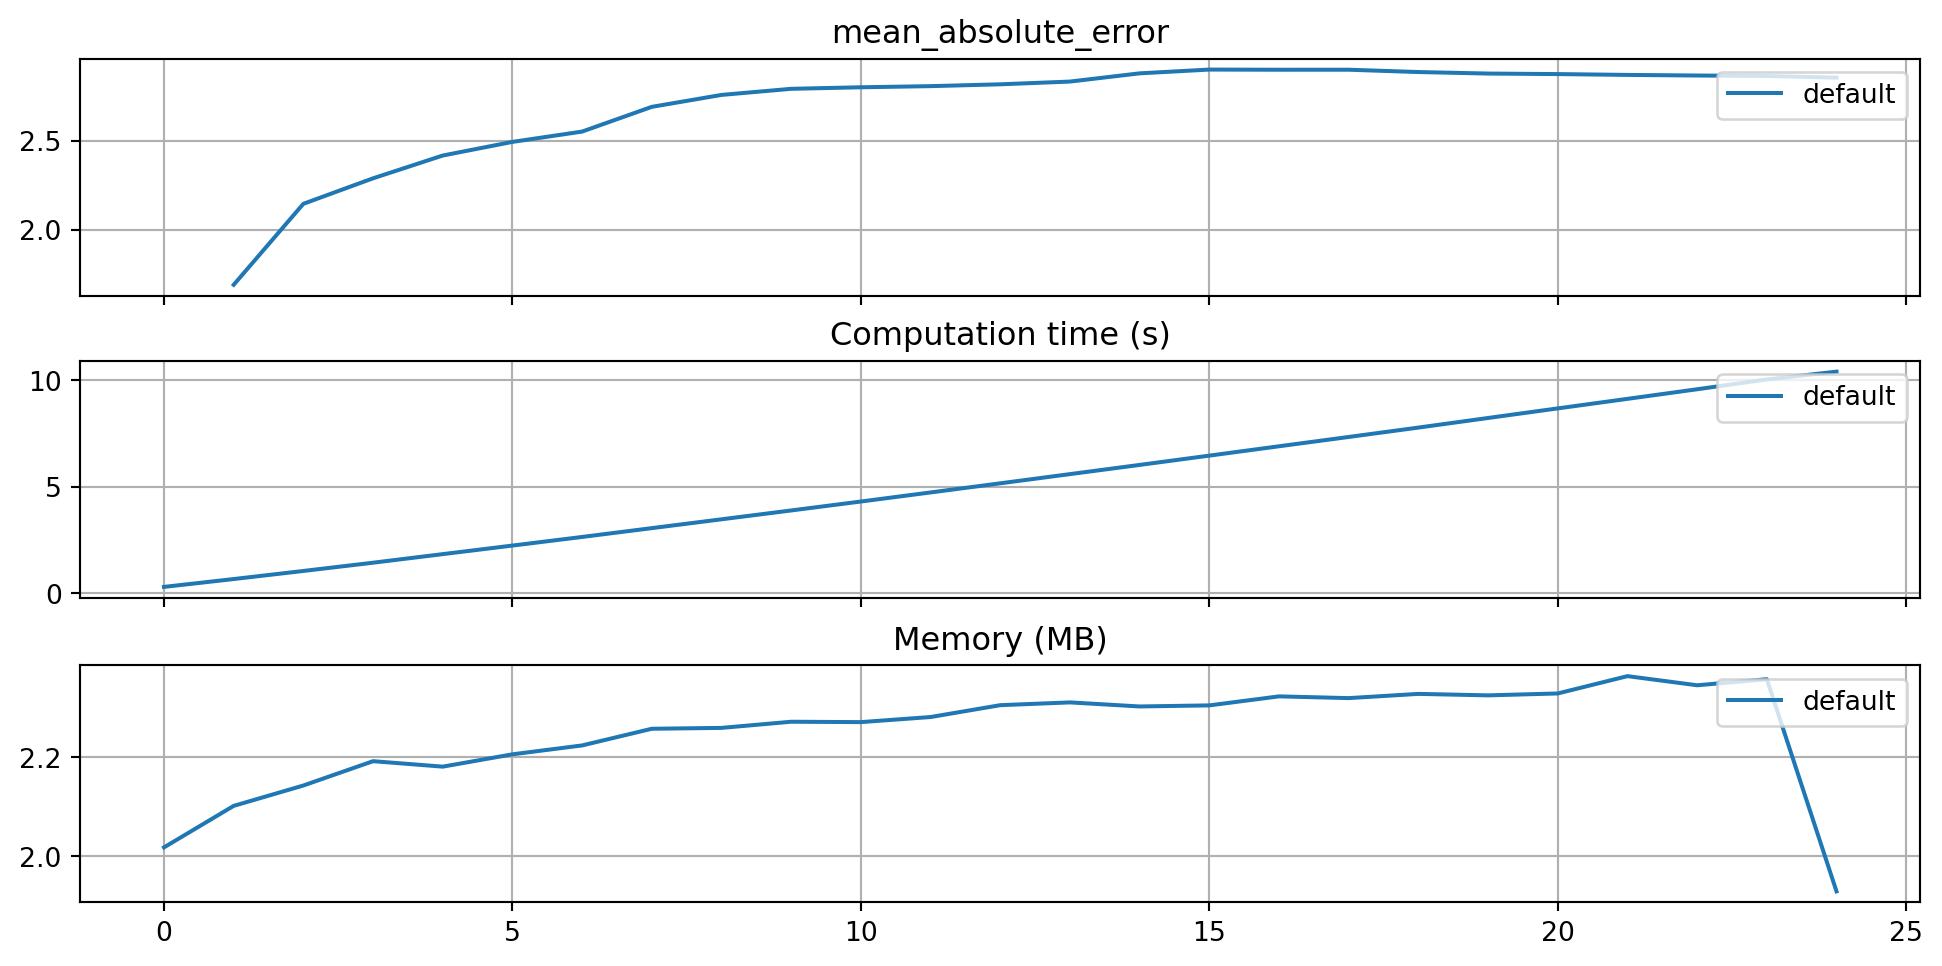 mean_absolute_error
2.5
2.0
default
Computation time (s)
10
5
0
default
Memory (MB)
2.2
2.0
default
0 5 10 15 20 25